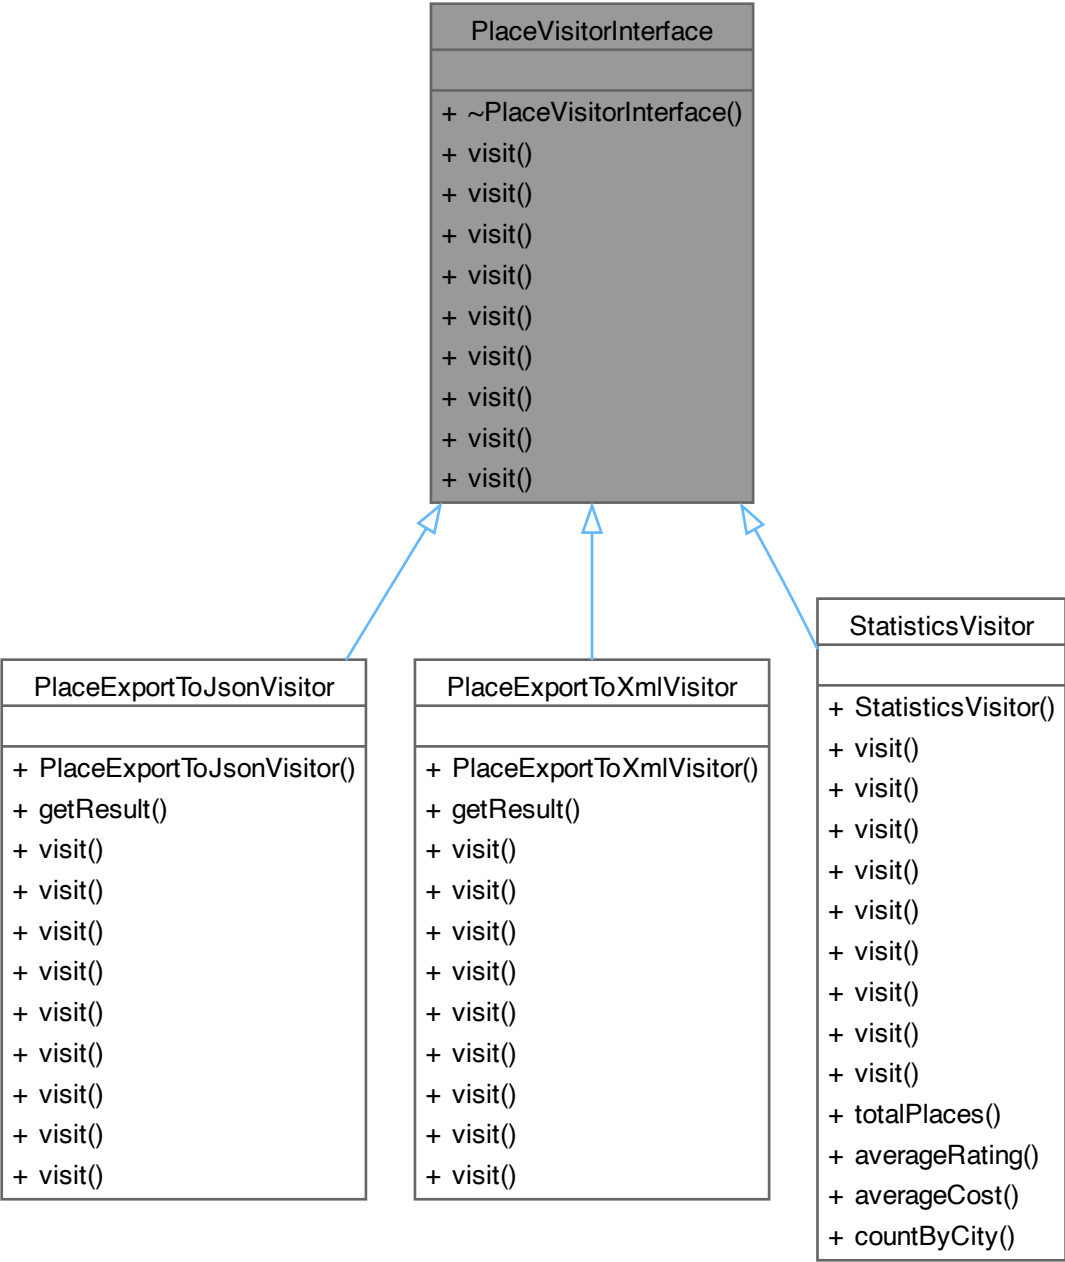 PlaceVisitorInterface
+ ~PlaceVisitorInterface()
+ visit()
+ visit()
+ visit()
+ visit()
+ visit()
+ visit()
+ visit()
+ visit()
+ visit()
PlaceExportToJsonVisitor
+ PlaceExportToJsonVisitor()
+ getResult()
+ visit()
+ visit()
+ visit()
+ visit()
+ visit()
+ visit()
+ visit()
+ visit()
+ visit()
PlaceExportToXmlVisitor
+ PlaceExportToXmlVisitor()
+ getResult()
+ visit()
+ visit()
+ visit()
+ visit()
+ visit()
+ visit()
+ visit()
+ visit()
+ visit()
StatisticsVisitor
+ StatisticsVisitor()
+ visit()
+ visit()
+ visit()
+ visit()
+ visit()
+ visit()
+ visit()
+ visit()
+ visit()
+ totalPlaces()
+ averageRating()
+ averageCost()
+ countByCity()